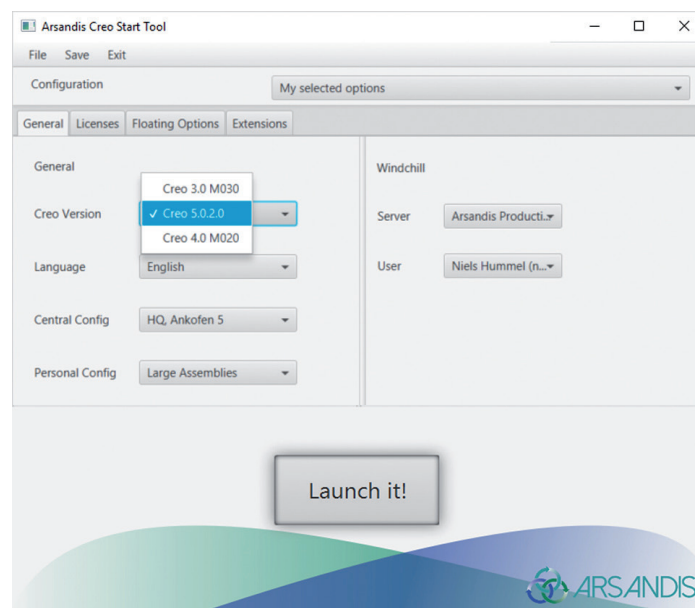 Arsandis Creo Start Tool
File Save Exit
Configuration My selected options
General Licenses Floating Options Extensions
General
Creo 3.0 M030
Creo Version ✓ Creo 5.0.2.0
Creo 4.0 M020
Language English
Central Config HQ, Ankofen 5
Personal Config Large Assemblies
Windchill
Server Arsandis Producti...
User Niels Hummel (n...
Launch it!
ARSANDIS